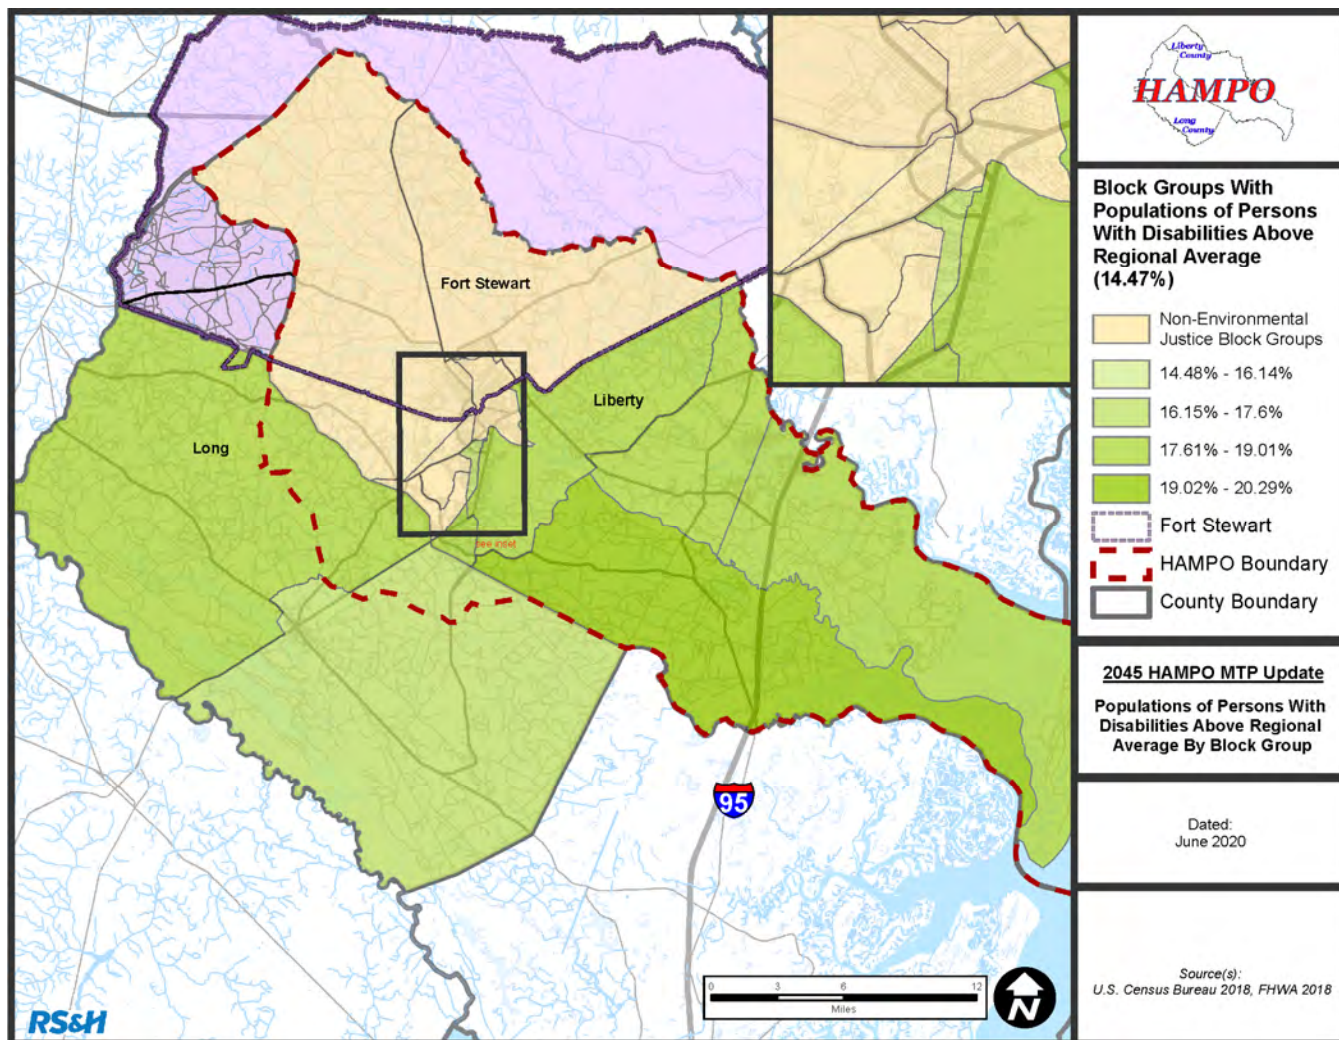 Fort Stewart
Liberty
Long
see inset
95
0 3 6 12
Miles
N
RS&H
Liberty
County
HAMPO
Long
County
Block Groups With
Populations of Persons
With Disabilities Above
Regional Average
(14.47%)
Non-Environmental
Justice Block Groups
14.48% - 16.14%
16.15% - 17.6%
17.61% - 19.01%
19.02% - 20.29%
Fort Stewart
HAMPO Boundary
County Boundary
2045 HAMPO MTP Update
Populations of Persons With
Disabilities Above Regional
Average By Block Group
Dated:
June 2020
Source(s):
U.S. Census Bureau 2018, FHWA 2018